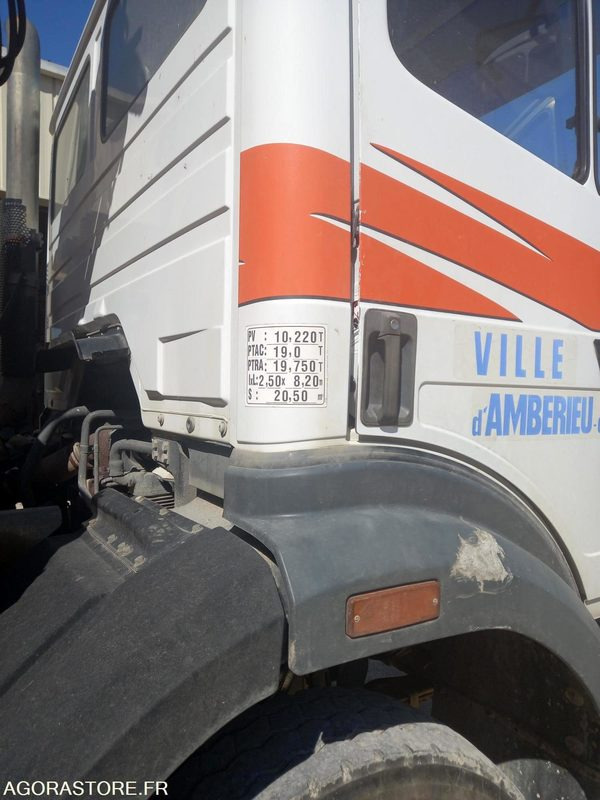 PV : 10,220T
PTAC: 19,0 T
PTRA: 19,750T
LxL: 2,50x 8,20m
S : 20,50 m
VILLE
d'AMBERIEU-
AGORASTORE.FR